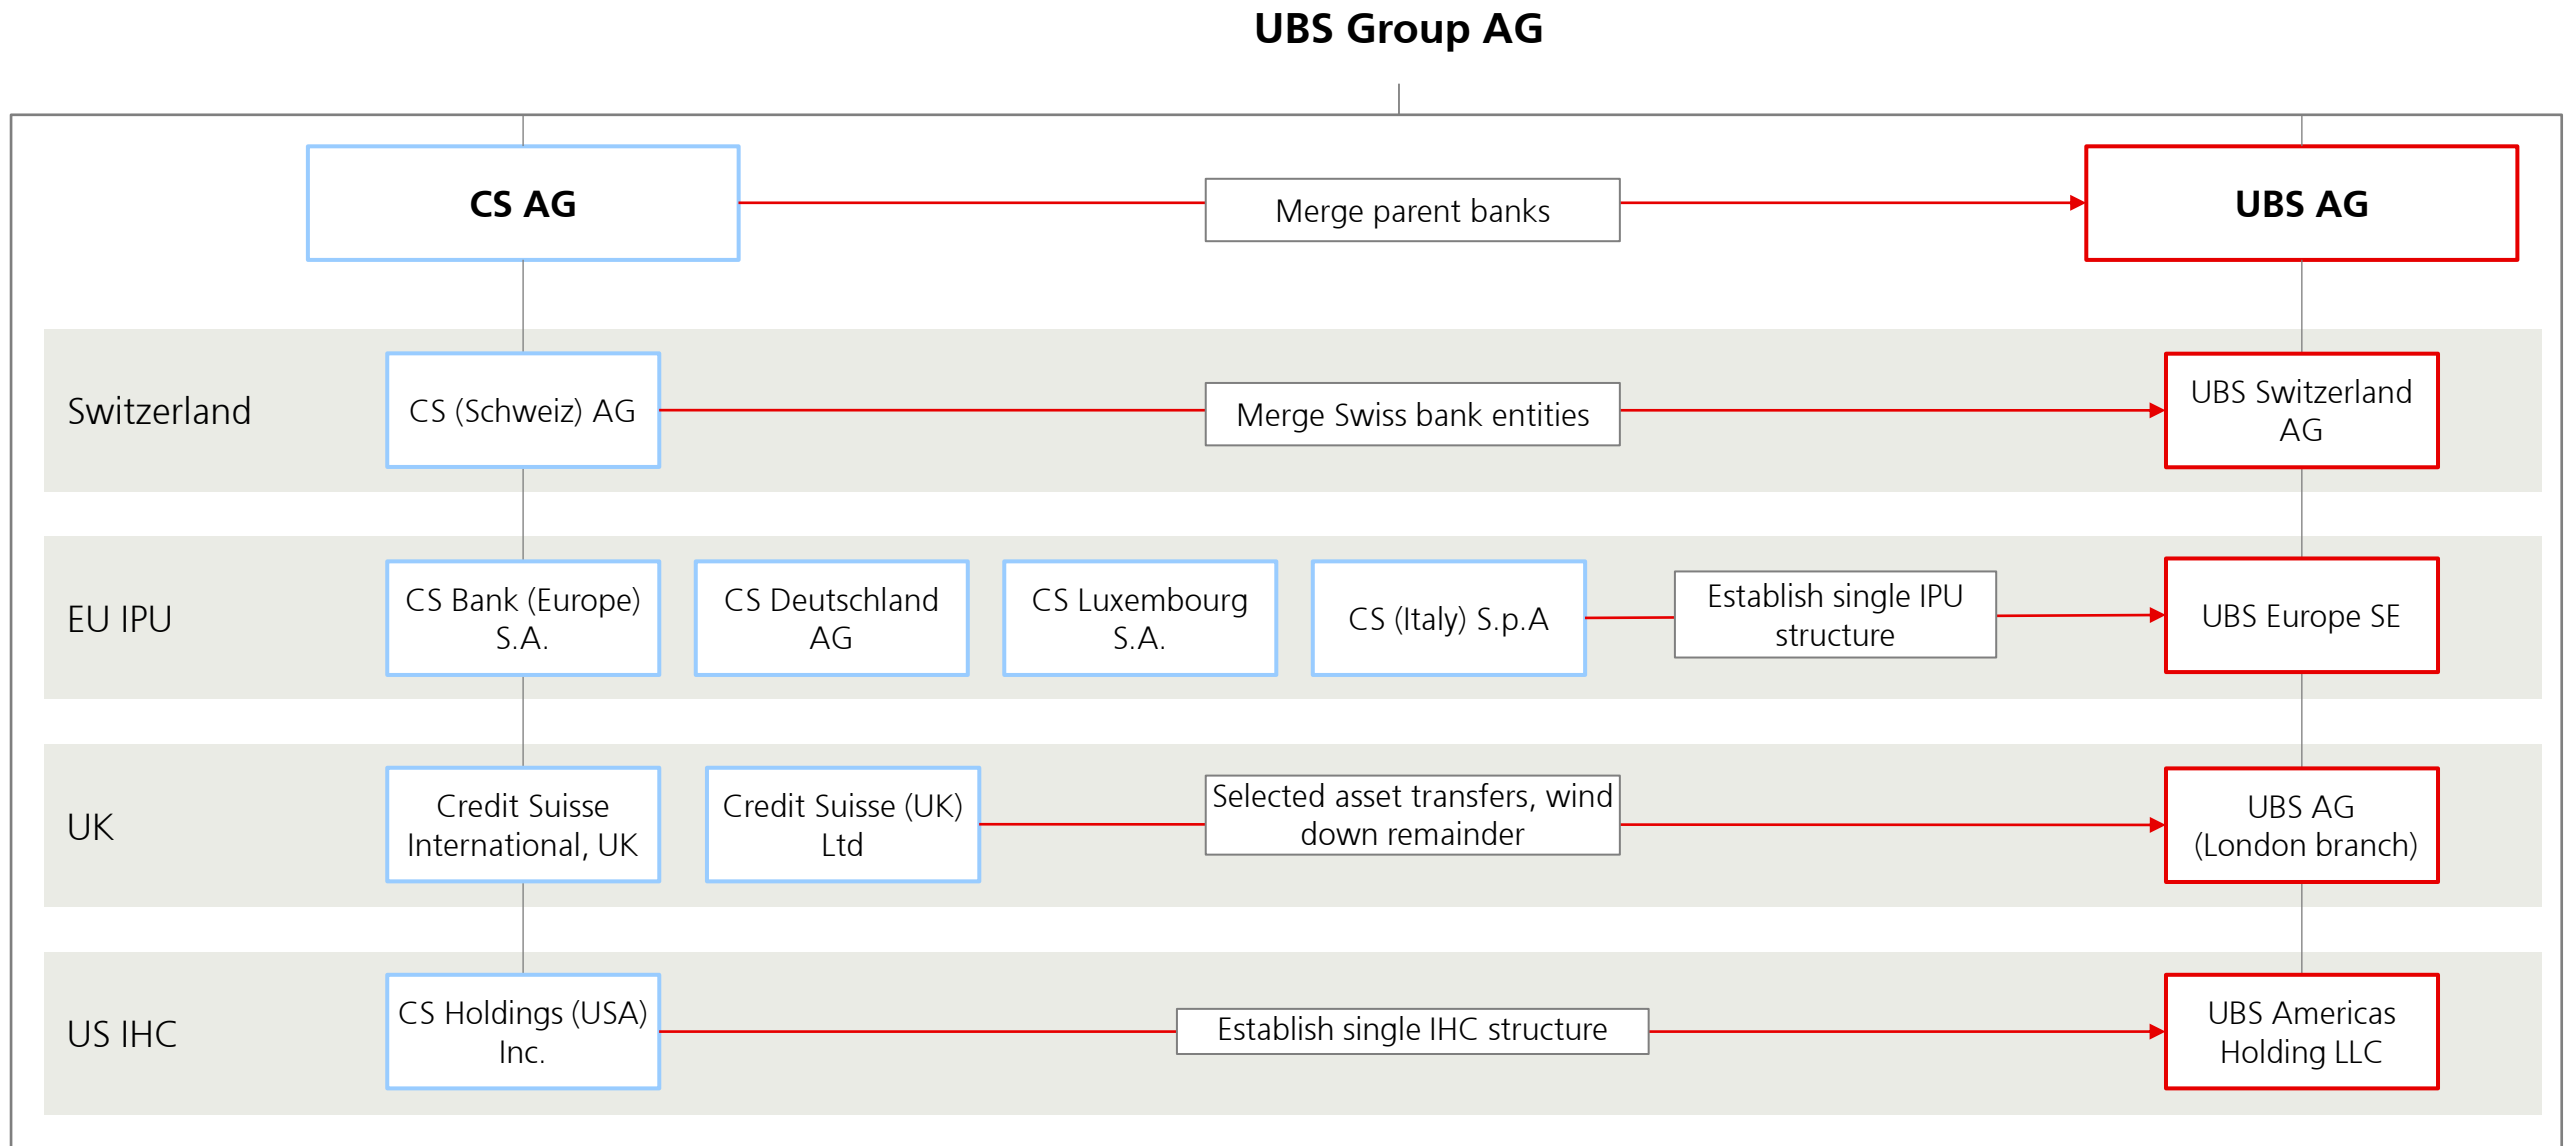 UBS Group AG
CS AG
Merge parent banks
UBS AG
Switzerland
CS (Schweiz) AG
Merge Swiss bank entities
UBS Switzerland
AG
EU IPU
CS Bank (Europe)
S.A.
CS Deutschland
AG
CS Luxembourg
S.A.
CS (Italy) S.p.A
Establish single IPU
structure
UBS Europe SE
UK
Credit Suisse
International, UK
Credit Suisse (UK)
Ltd
Selected asset transfers, wind
down remainder
UBS AG
(London branch)
US IHC
CS Holdings (USA)
Inc.
Establish single IHC structure
UBS Americas
Holding LLC